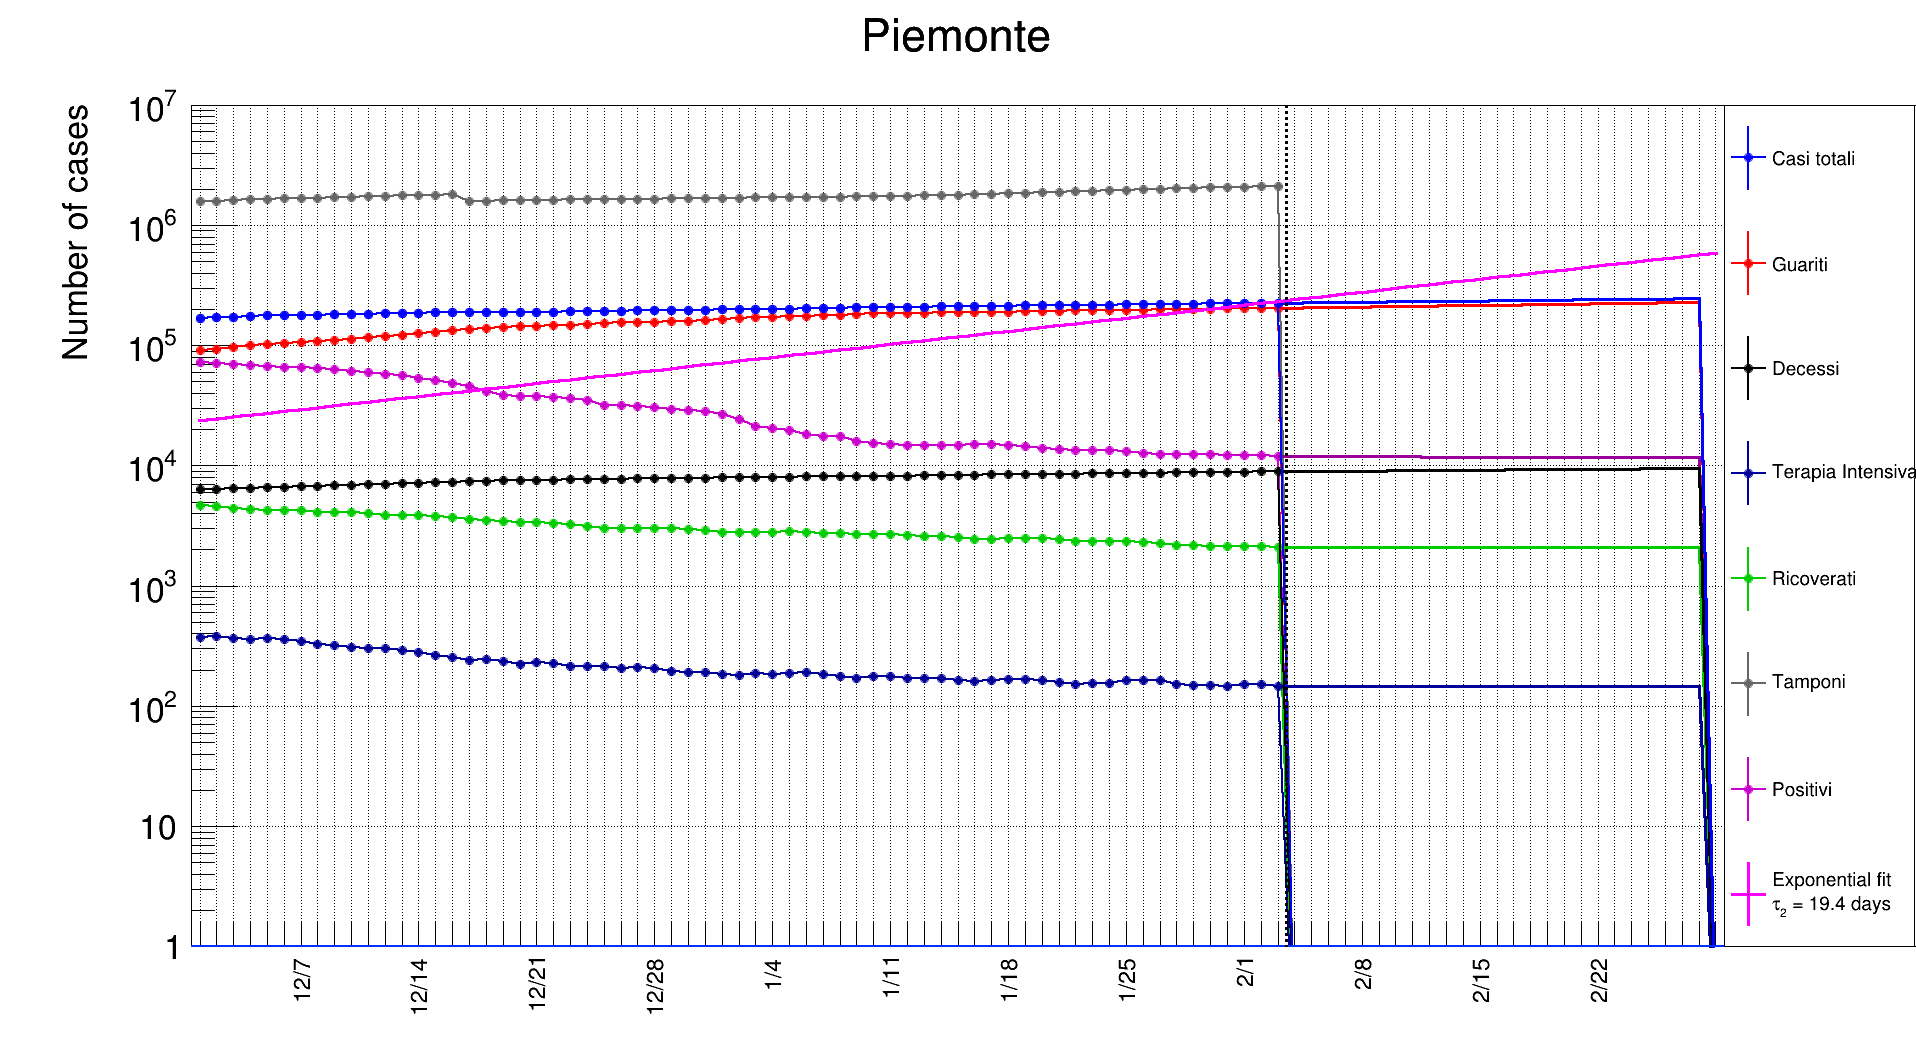 Piemonte
Number of cases
10^7
10^6
10^5
10^4
10^3
10^2
10
1
12/7
12/14
12/21
12/28
1/4
1/11
1/18
1/25
2/1
2/8
2/15
2/22
Casi totali
Guariti
Decessi
Terapia Intensiva
Ricoverati
Tamponi
Positivi
Exponential fit
τ_2 = 19.4 days